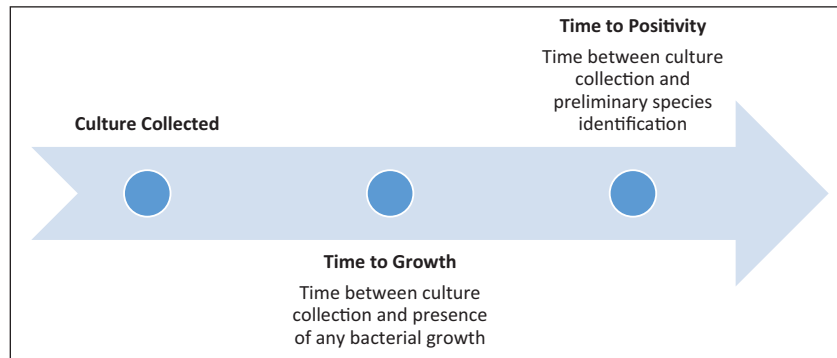 Culture Collected
Time to Growth
Time between culture
collection and presence
of any bacterial growth
Time to Positivity
Time between culture
collection and
preliminary species
identification